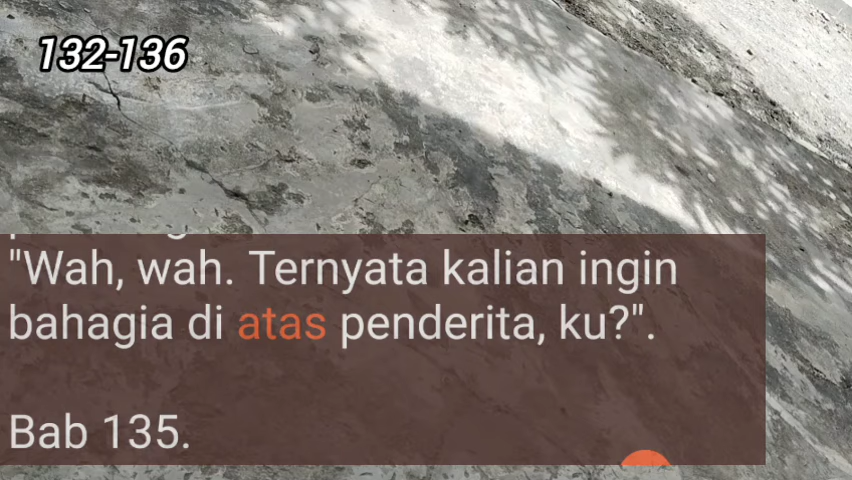 132-136
"Wah, wah. Ternyata kalian ingin
bahagia di atas penderita, ku?".
Bab 135.